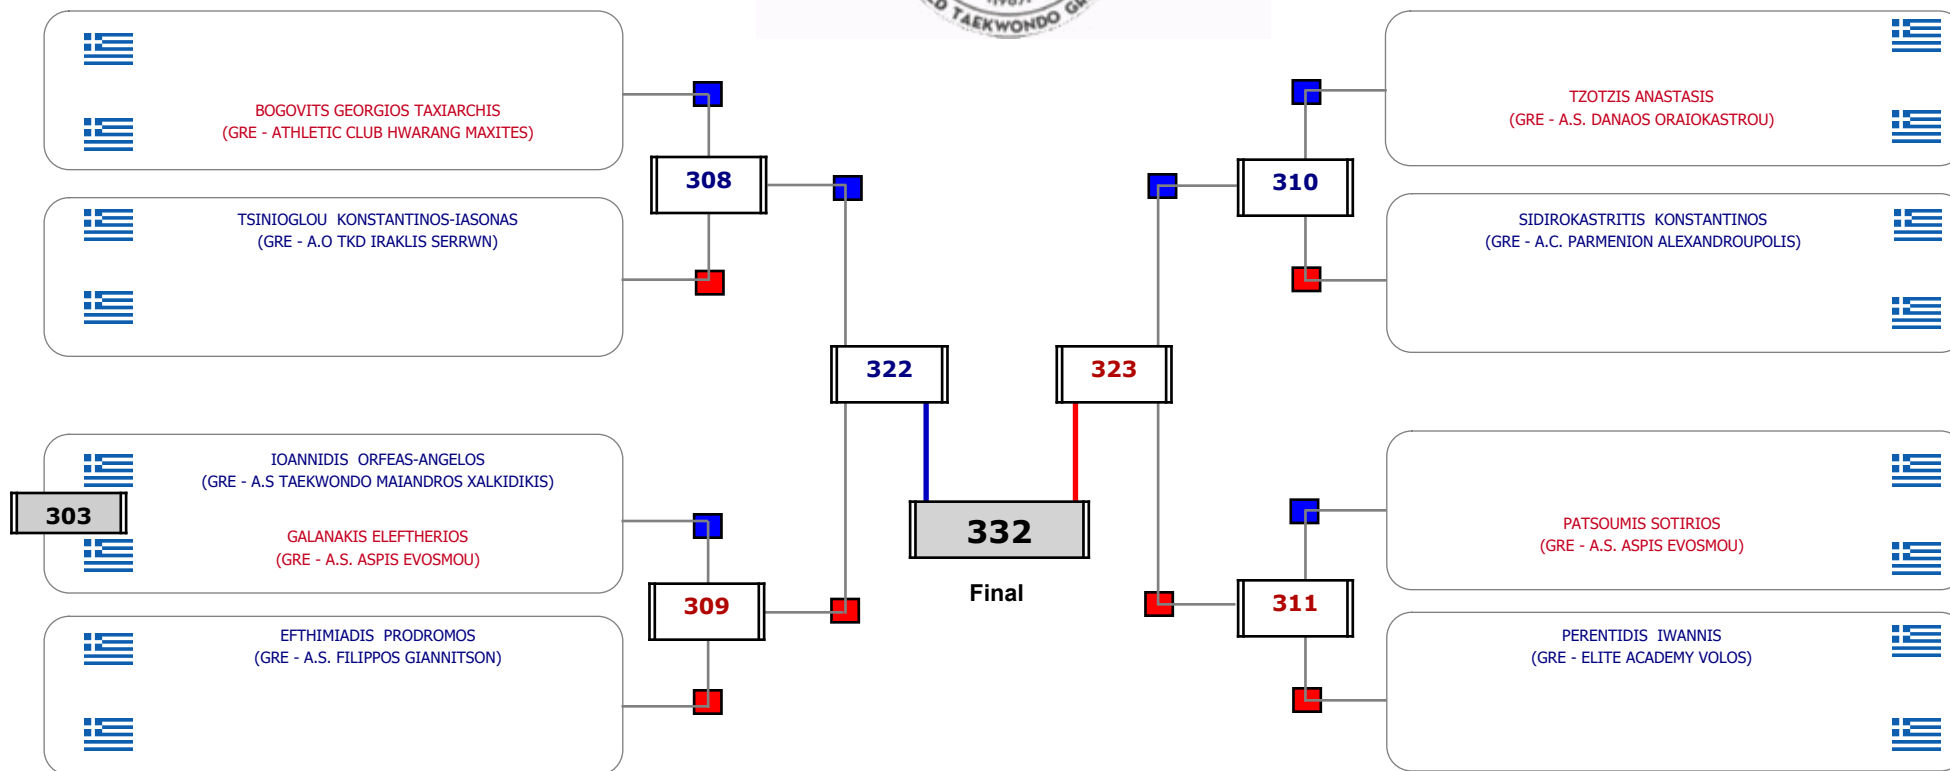 TAEKWONDO
BOGOVITS GEORGIOS TAXIARCHIS
(GRE - ATHLETIC CLUB HWARANG MAXITES)
308
TSINIOGLOU KONSTANTINOS-IASONAS
(GRE - A.O TKD IRAKLIS SERRWN)
322
IOANNIDIS ORFEAS-ANGELOS
(GRE - A.S TAEKWONDO MAIANDROS XALKIDIKIS)
303
GALANAKIS ELEFTHERIOS
(GRE - A.S. ASPIS EVOSMOU)
309
EFTHIMIADIS PRODROMOS
(GRE - A.S. FILIPPOS GIANNITSON)
332
Final
TZOTZIS ANASTASIS
(GRE - A.S. DANAOS ORAIOKASTROU)
310
SIDIROKASTRITIS KONSTANTINOS
(GRE - A.C. PARMENION ALEXANDROUPOLIS)
323
PATSOUMIS SOTIRIOS
(GRE - A.S. ASPIS EVOSMOU)
311
PERENTIDIS IWANNIS
(GRE - ELITE ACADEMY VOLOS)